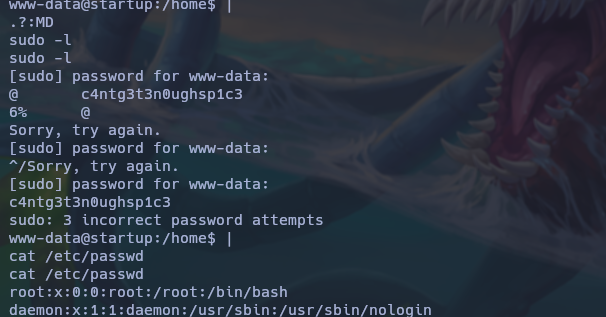 www-data@startup:/home$ |
.?:MD
sudo -l
sudo -l
[sudo] password for www-data:
@       c4ntg3t3n0ughsp1c3
6%      @
Sorry, try again.
[sudo] password for www-data:
^/Sorry, try again.
[sudo] password for www-data:
c4ntg3t3n0ughsp1c3
sudo: 3 incorrect password attempts
www-data@startup:/home$ |
cat /etc/passwd
cat /etc/passwd
root:x:0:0:root:/root:/bin/bash
daemon:x:1:1:daemon:/usr/sbin:/usr/sbin/nologin